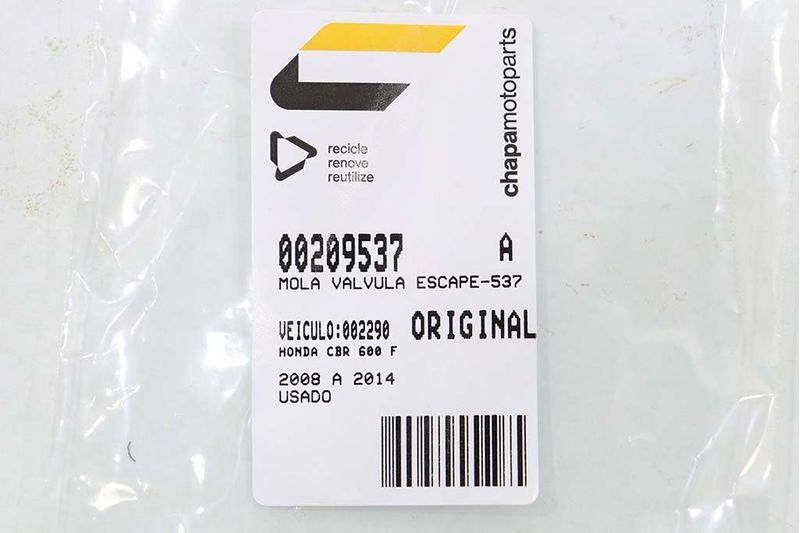 chapamotoparts
recicle
renove
reutilize
00209537 A
MOLA VALVULA ESCAPE-537
VEICULO:002290 ORIGINAL
HONDA CBR 600 F
2008 A 2014
USADO